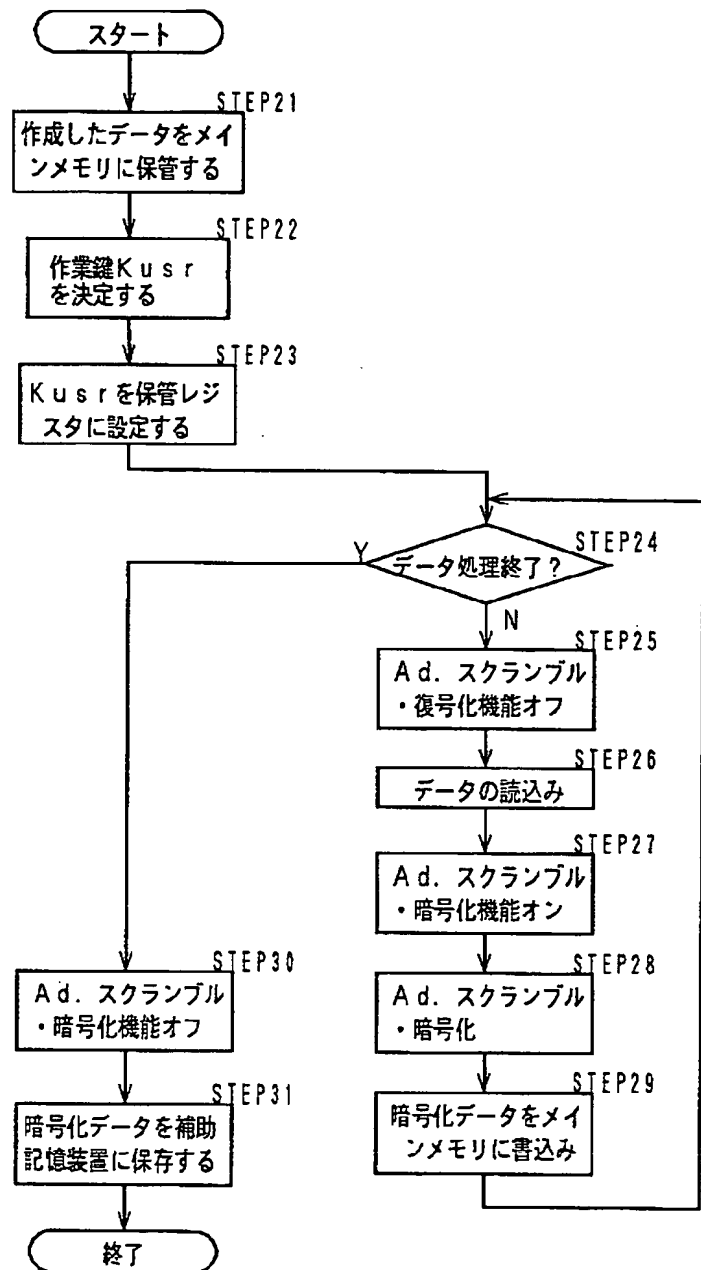 スタート
STEP21
作成したデータをメイ
ンメモリに保管する
STEP22
作業鍵Kusr
を決定する
STEP23
Kusrを保管レジ
スタに設定する
STEP24
データ処理終了?
Y
N
STEP25
Ad. スクランブル
・復号化機能オフ
STEP26
データの読込み
STEP27
Ad. スクランブル
・暗号化機能オン
STEP28
Ad. スクランブル
・暗号化
STEP29
暗号化データをメイ
ンメモリに書込み
STEP30
Ad. スクランブル
・暗号化機能オフ
STEP31
暗号化データを補助
記憶装置に保存する
終了